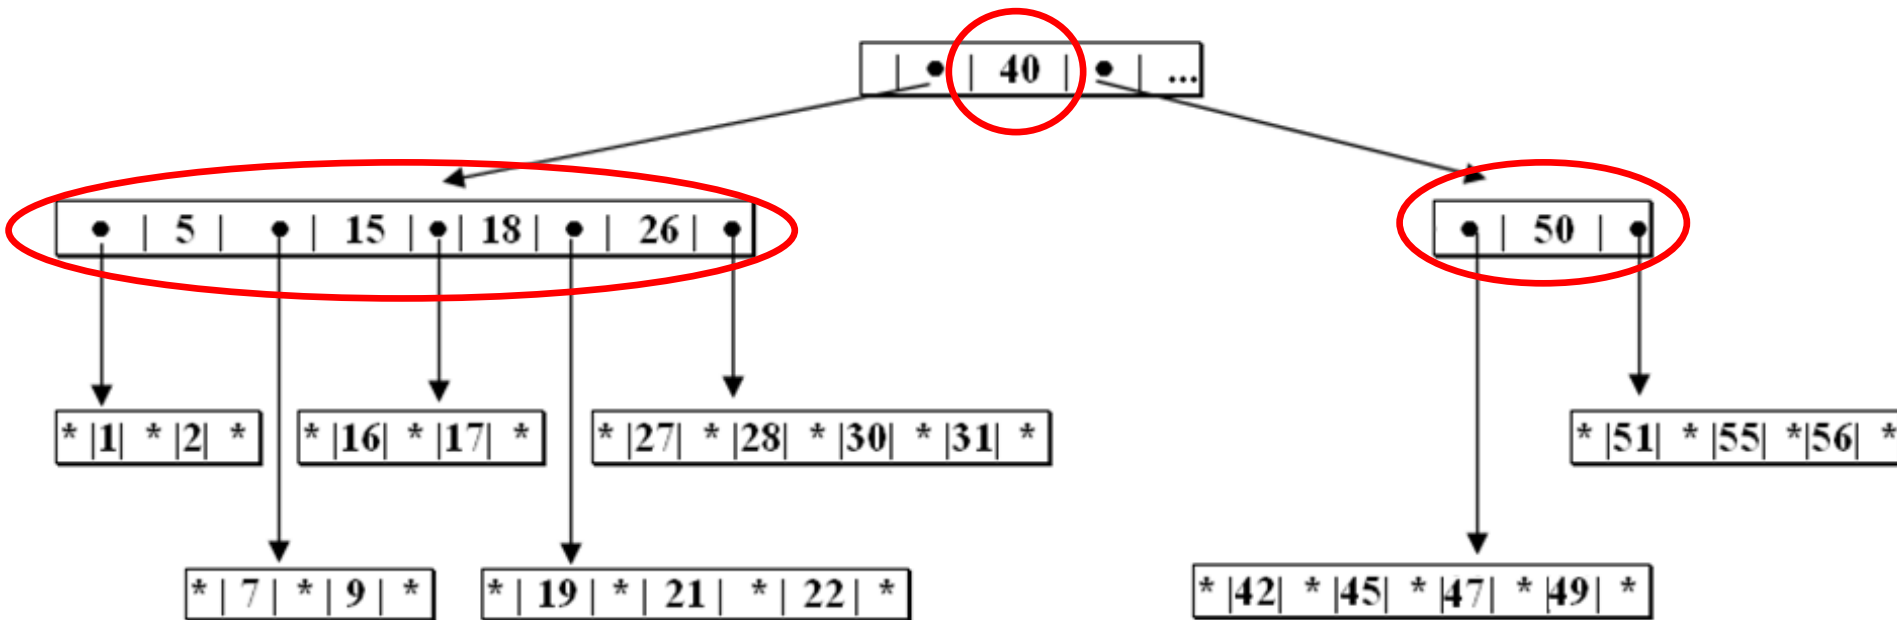 | • | 40 | • | ...
• | 5 | • | 15 | • | 18 | • | 26 | •
• | 50 | •
* |1| * |2| *
* |16| * |17| *
* |27| * |28| * |30| * |31| *
* |51| * |55| *|56| *
* | 7 | * | 9 | *
* | 19 | * | 21 | * | 22 | *
* |42| * |45| * |47| * |49| *